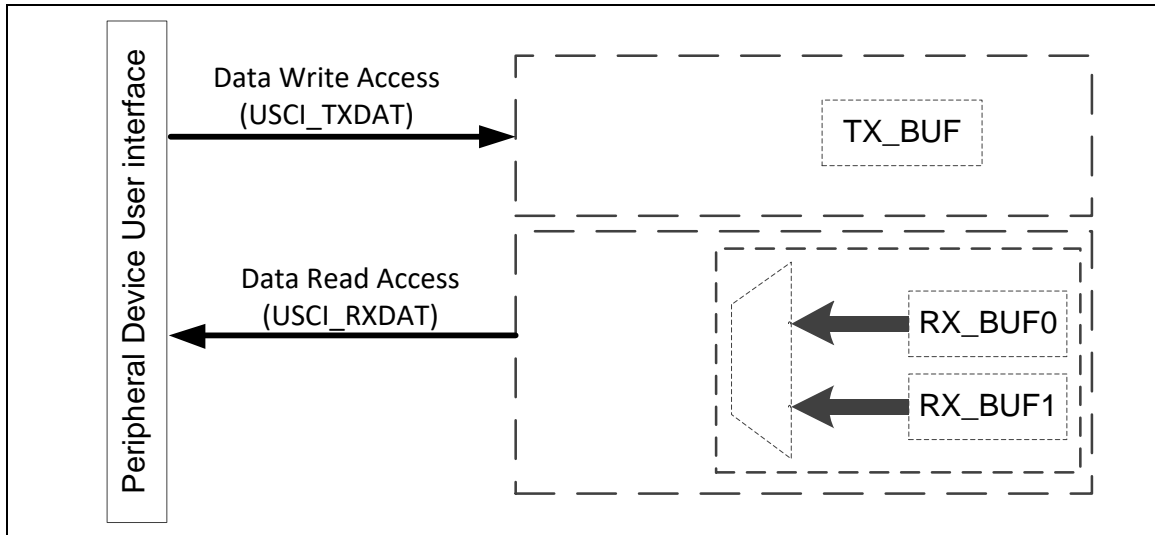 Peripheral Device User interface
Data Write Access
(USCI_TXDAT)
TX_BUF
Data Read Access
(USCI_RXDAT)
RX_BUF0
RX_BUF1